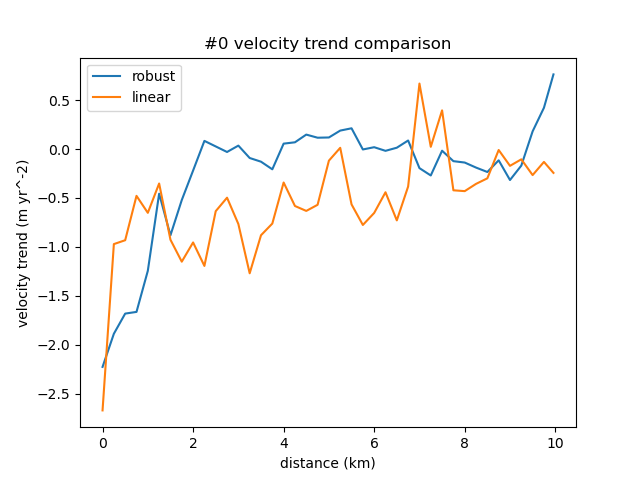 #0 velocity trend comparison
robust
linear
0.5
0.0
−0.5
−1.0
−1.5
−2.0
−2.5
velocity trend (m yr^-2)
0 2 4 6 8 10
distance (km)